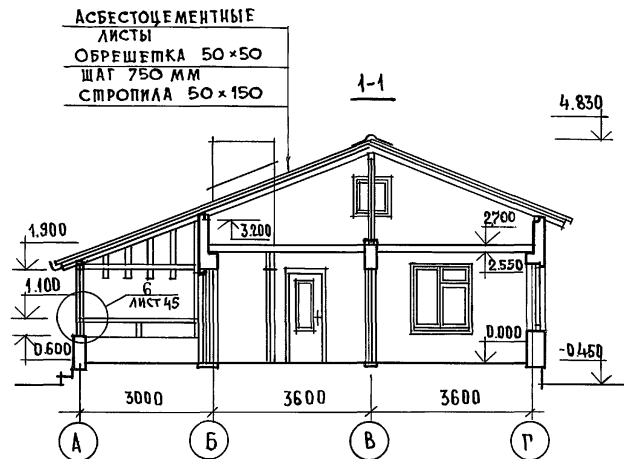 АСБЕСТОЦЕМЕНТНЫЕ
ЛИСТЫ
ОБРЕШЕТКА 50×50
ШАГ 750 ММ
СТРОПИЛА 50×150
1-1
4.830
1.900
3.200
2.700
2.550
1.100
6
ЛИСТ 45
0.600
0.000
-0.450
3000
3600
3600
А
Б
В
Г